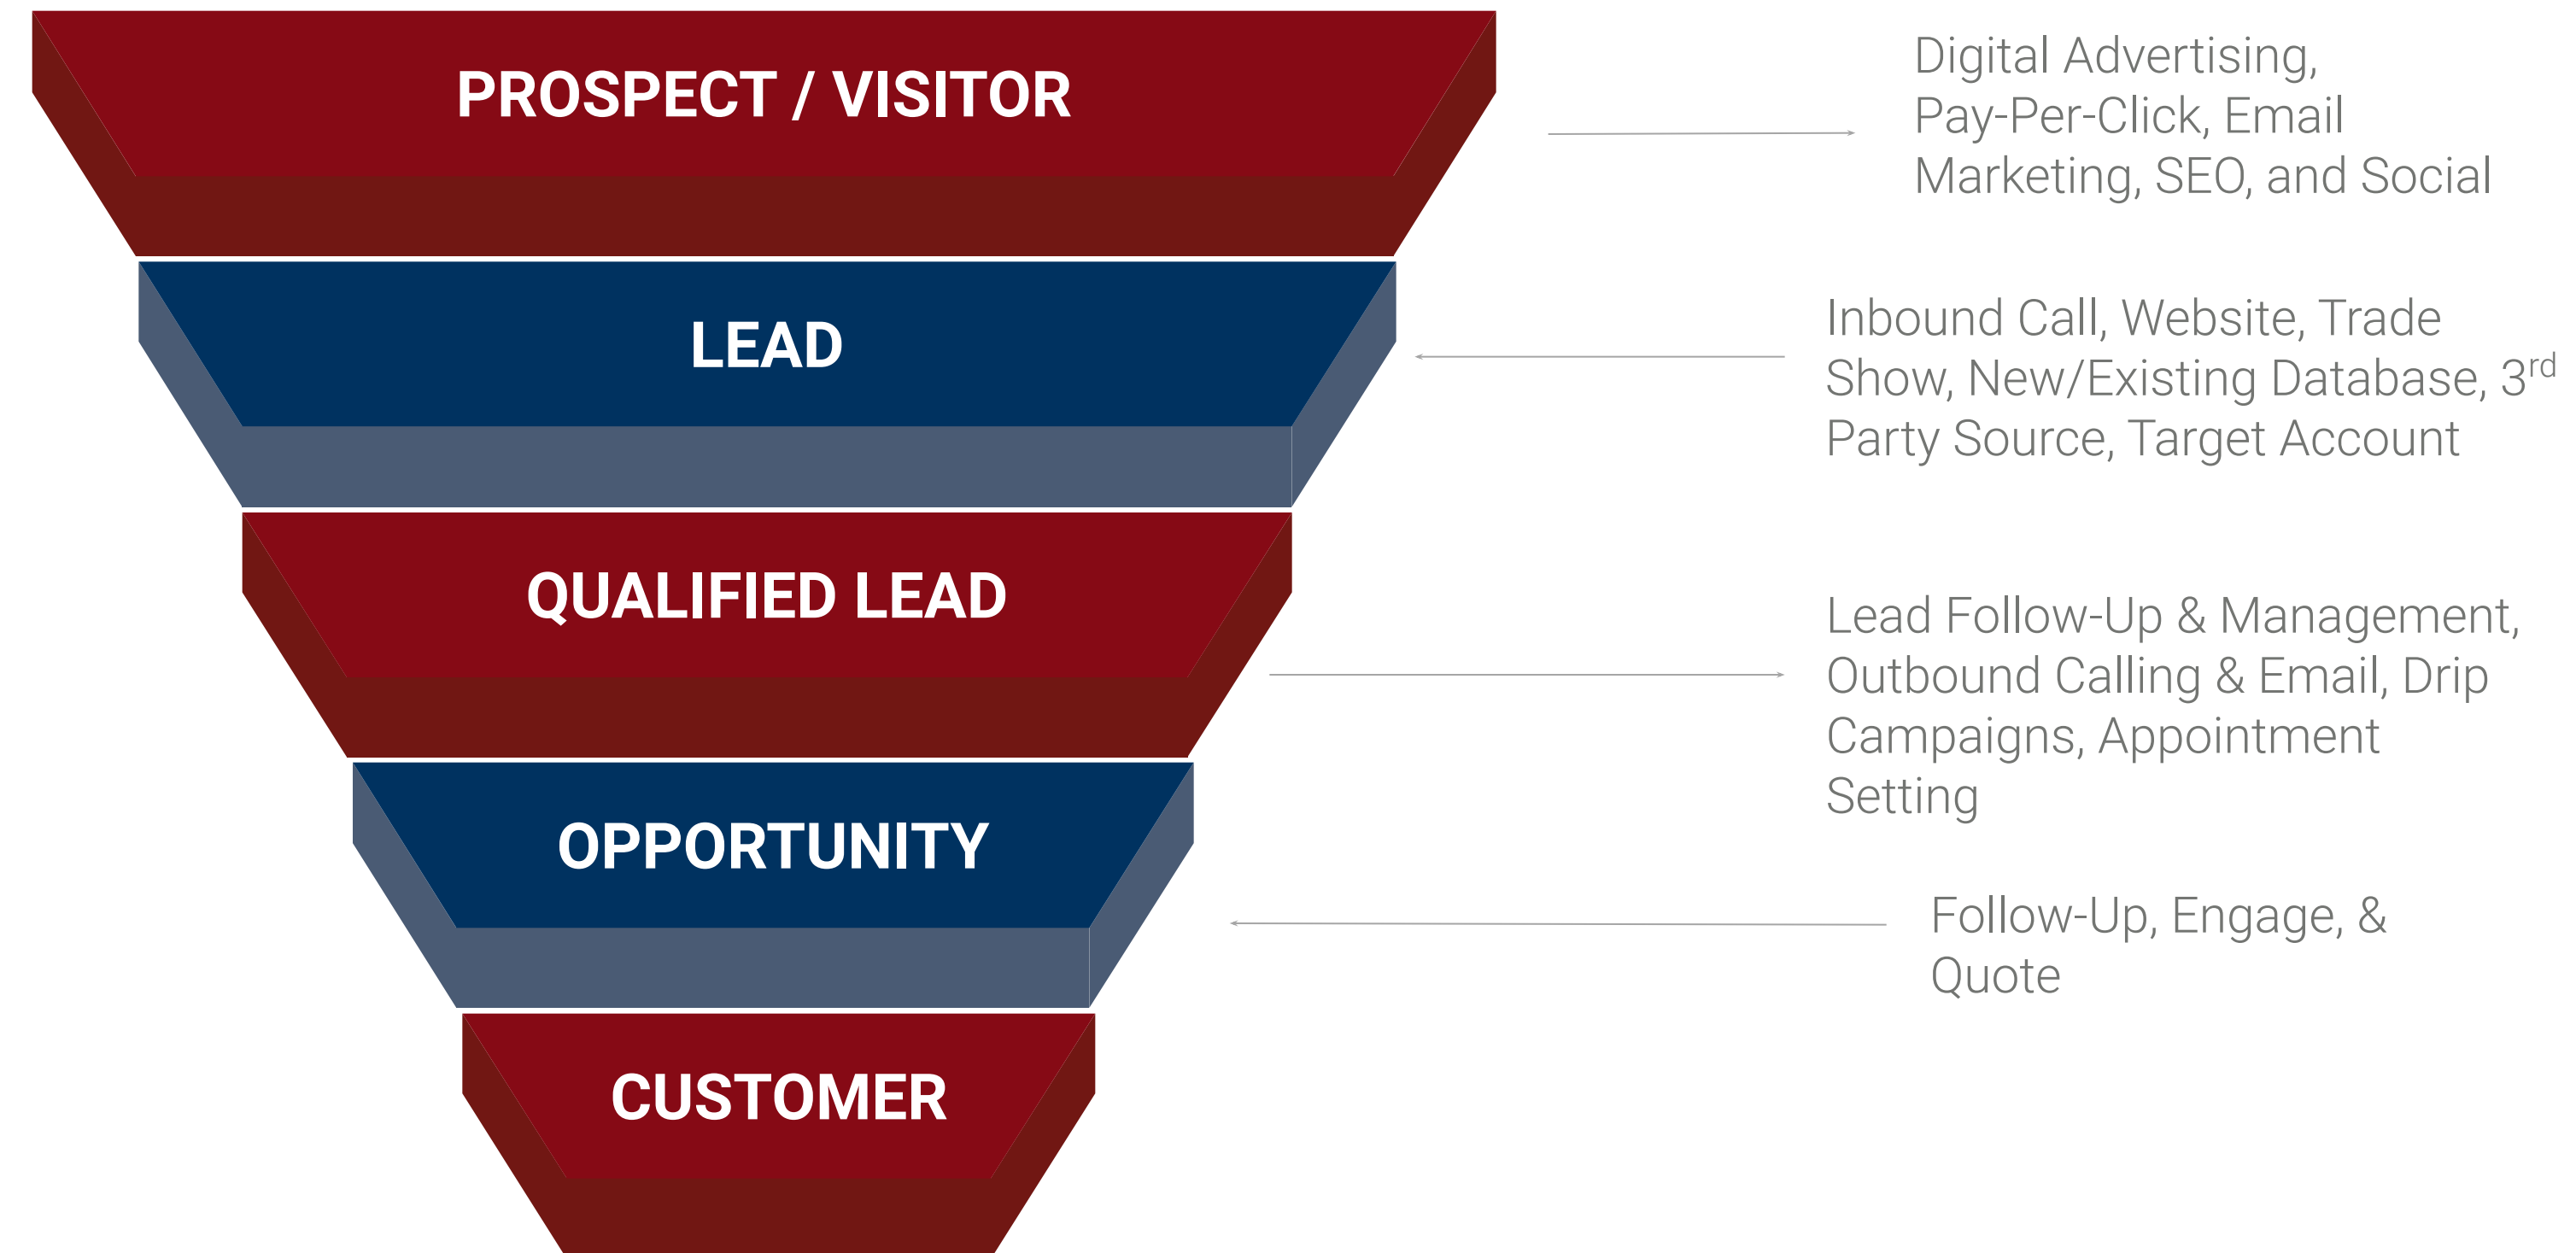 PROSPECT / VISITOR
Digital Advertising,
Pay-Per-Click, Email
Marketing, SEO, and Social
LEAD
Inbound Call, Website, Trade
Show, New/Existing Database, 3rd
Party Source, Target Account
QUALIFIED LEAD
Lead Follow-Up & Management,
Outbound Calling & Email, Drip
Campaigns, Appointment
Setting
OPPORTUNITY
Follow-Up, Engage, &
Quote
CUSTOMER